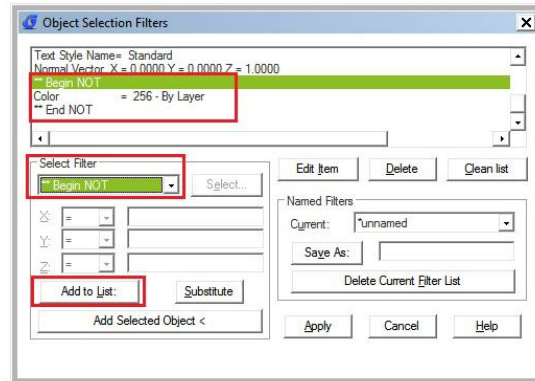 Object Selection Filters
Text Style Name= Standard
Normal Vector X = 0.0000 Y = 0.0000 Z = 1.0000
** Begin NOT
Color = 256 - By Layer
** End NOT
Select Filter
** Begin NOT
Select...
X: =
Y: =
Z: =
Add to List:
Substitute
Add Selected Object <
Edit Item
Delete
Clean list
Named Filters
Current: *unnamed
Save As:
Delete Current Filter List
Apply
Cancel
Help